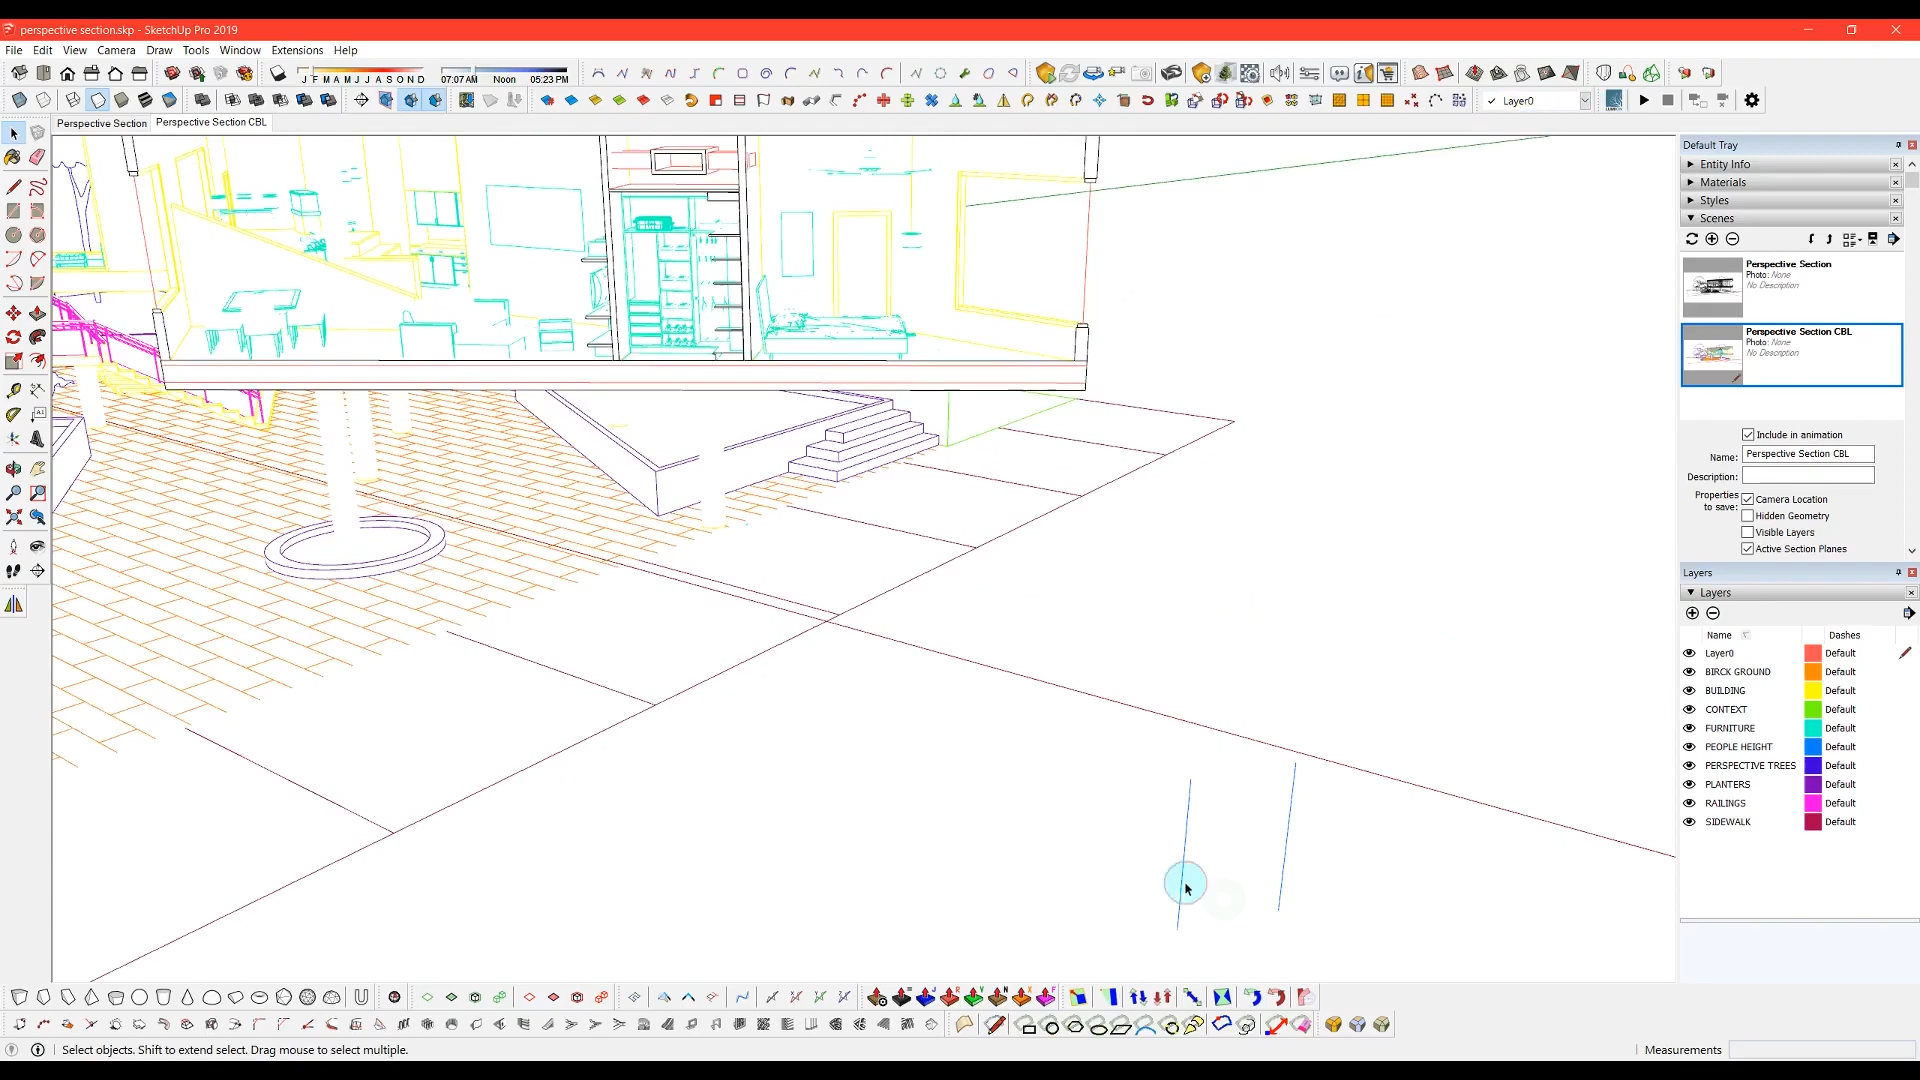 perspective section.skp - SketchUp Pro 2019
File Edit View Camera Draw Tools Window Extensions Help
J F M A M J J A S O N D 07:07 AM Noon 05:23 PM
Layer0
Perspective Section Perspective Section CBL
Default Tray
Entity Info
Materials
Styles
Scenes
Perspective Section
Photo: None
No Description
Perspective Section CBL
Photo: None
No Description
Include in animation
Name: Perspective Section CBL
Description:
Properties to save:
Camera Location
Hidden Geometry
Visible Layers
Active Section Planes
Layers
Layers
Name Dashes
Layer0 Default
BIRCK GROUND Default
BUILDING Default
CONTEXT Default
FURNITURE Default
PEOPLE HEIGHT Default
PERSPECTIVE TREES Default
PLANTERS Default
RAILINGS Default
SIDEWALK Default
Select objects. Shift to extend select. Drag mouse to select multiple.
Measurements